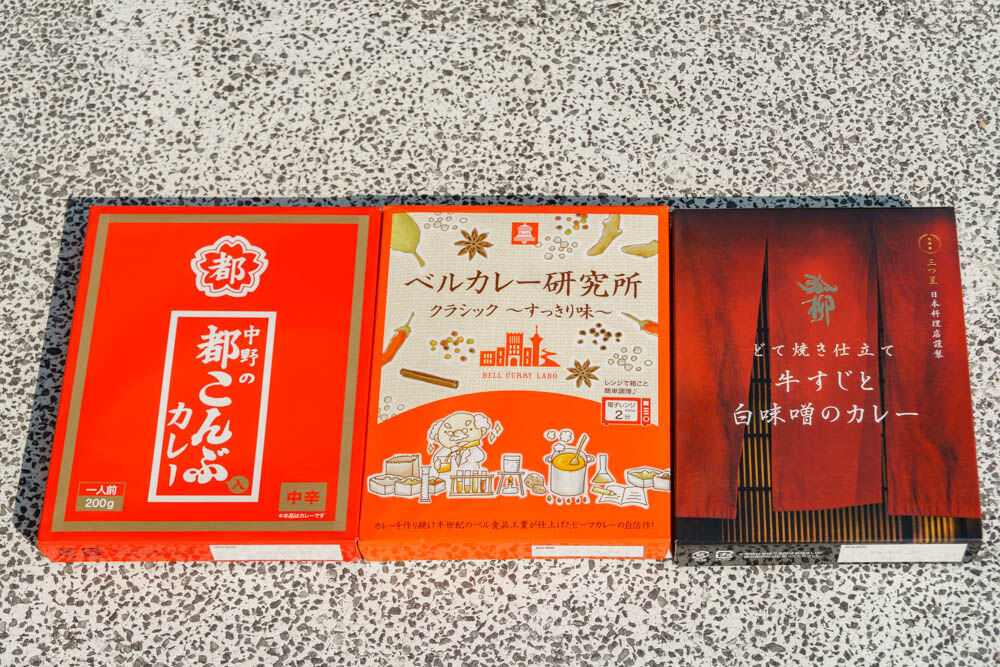 都
中野の
都こんぶ入
カレー
一人前
200g
中辛
※本品はカレーです
ベルカレー研究所
クラシック 〜すっきり味〜
BELL CURRY LABO
レンジで箱ごと
簡単調理♪
電子レンジ
500W
2分
カレーを作り続け半世紀のベル食品工業が仕上げたビーフカレーの自信作!
三つ星 日本料理店謹製
弧柳
どて焼き仕立て
牛すじと
白味噌のカレー